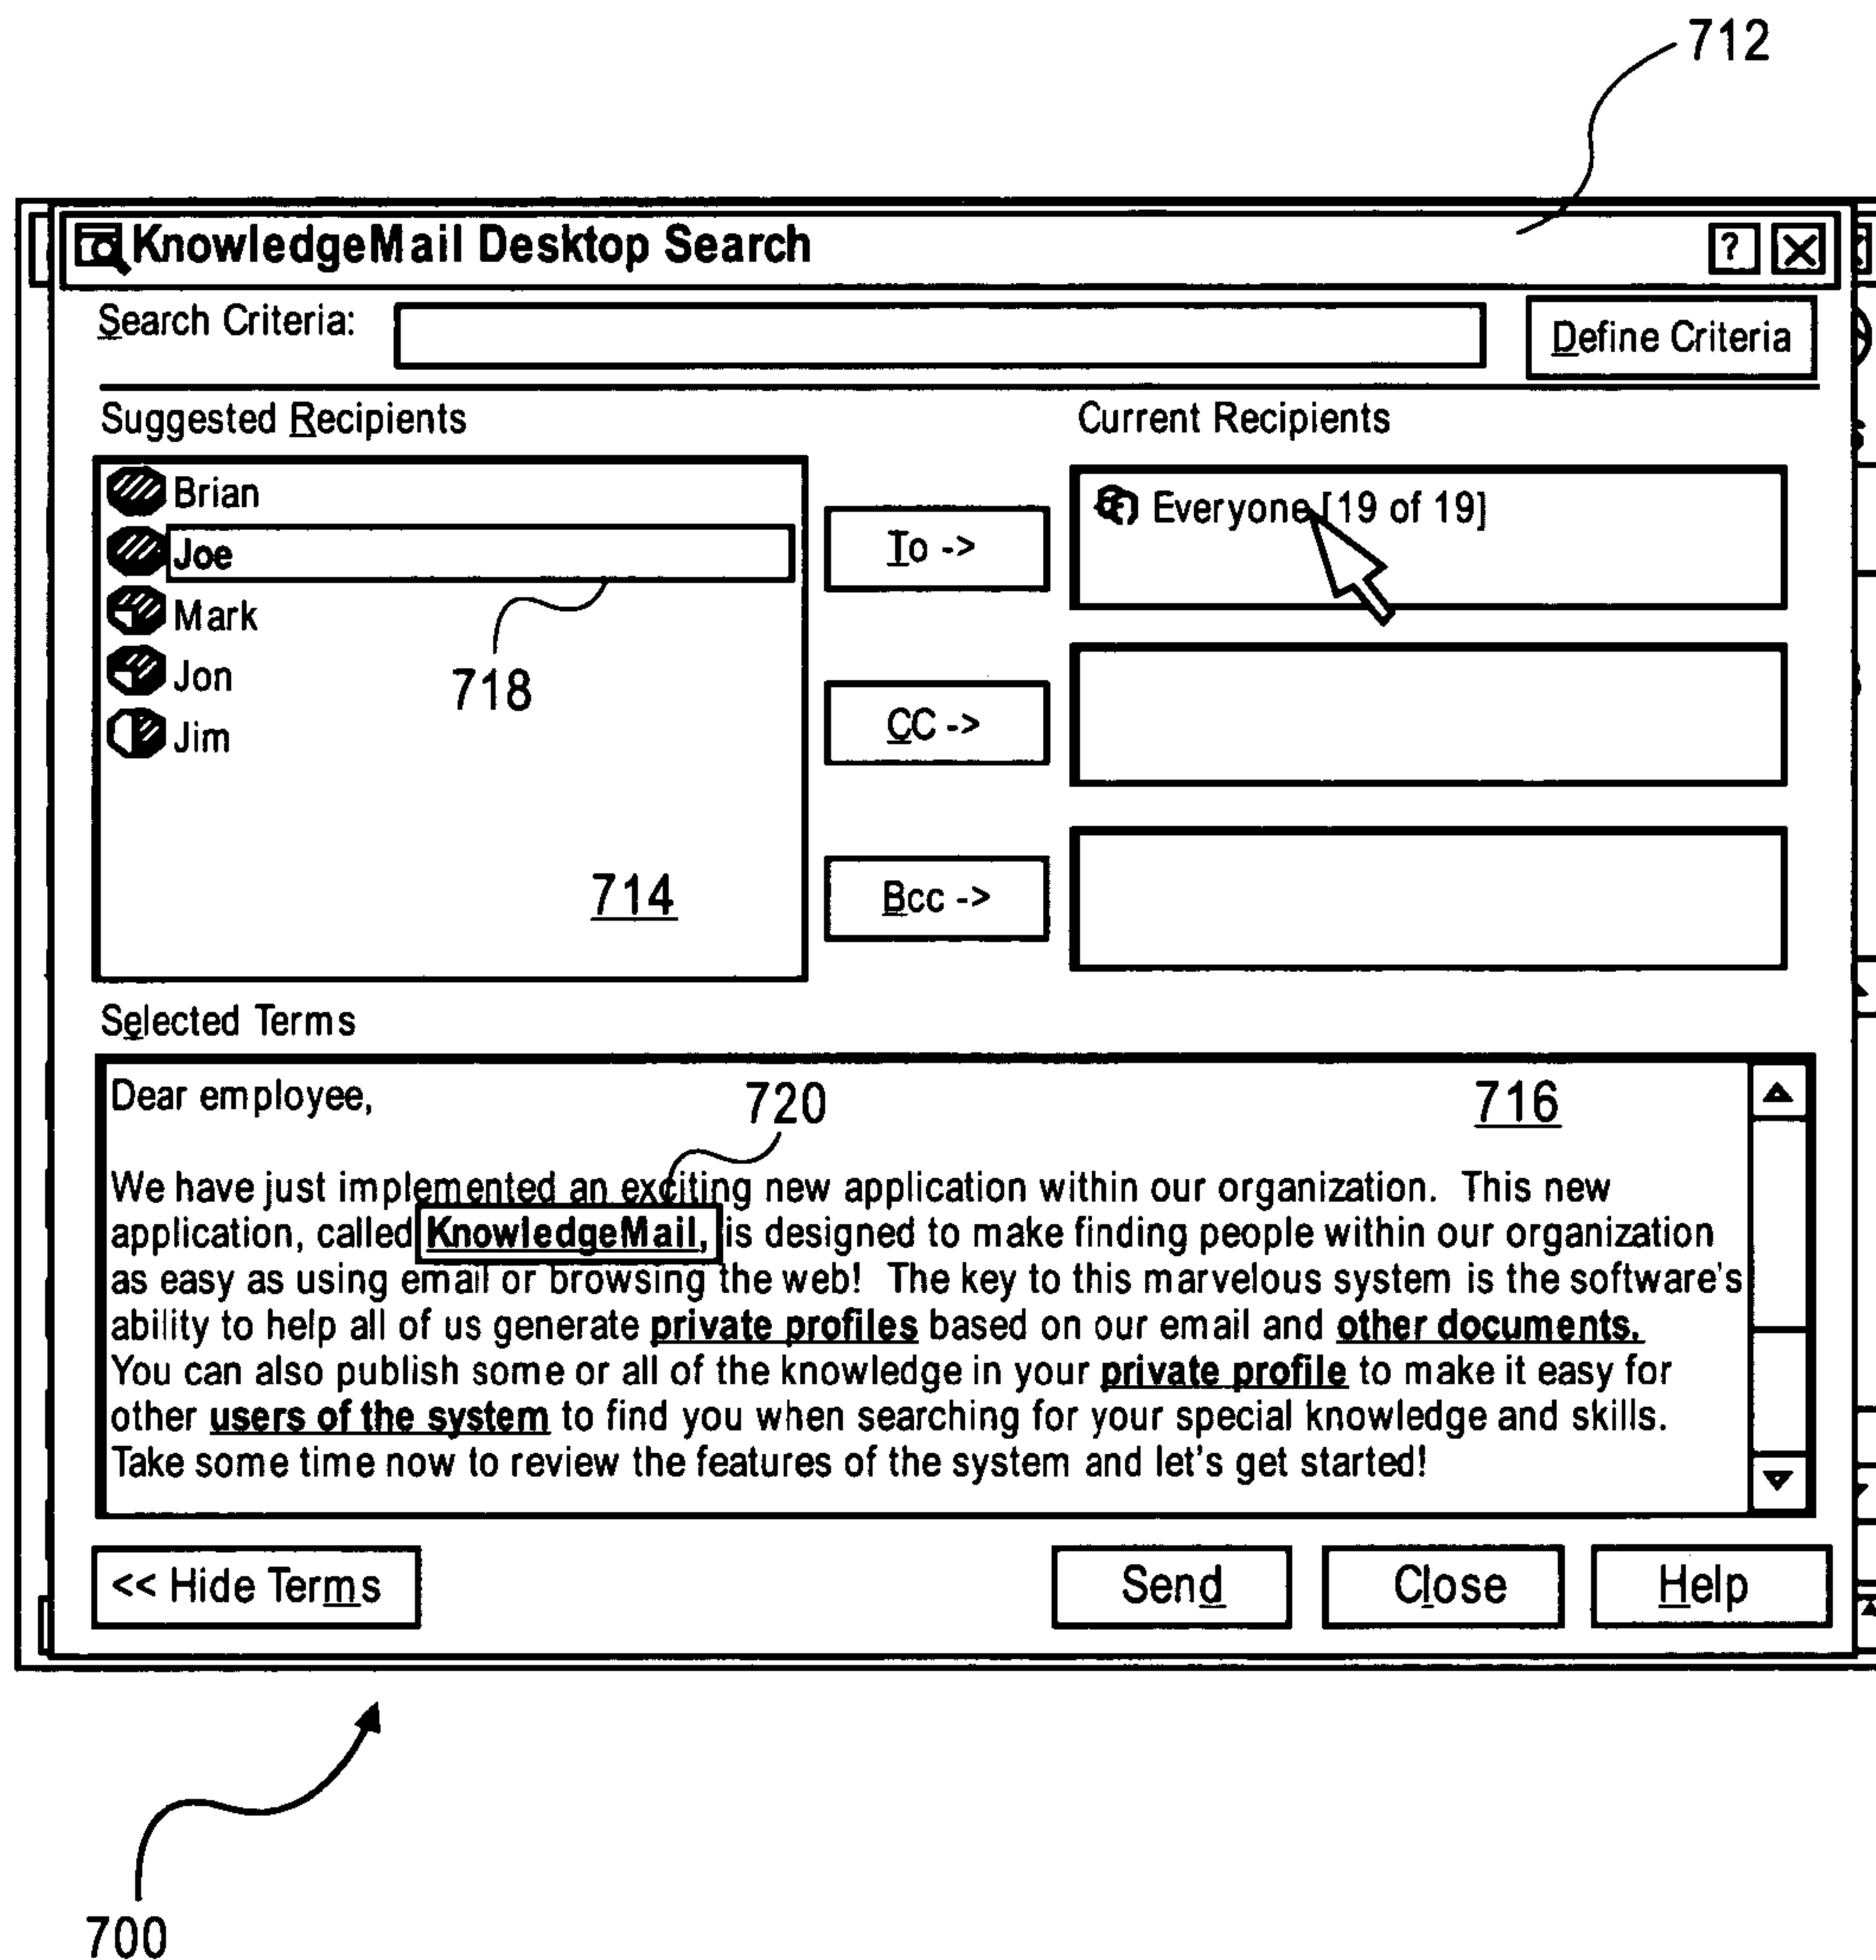 712
KnowledgeMail Desktop Search ?
Search Criteria: Define Criteria
Suggested Recipients Current Recipients
Brian
Joe
Mark
Jon
Jim
718
714
To ->
CC ->
Bcc ->
Everyone [19 of 19]
Selected Terms
Dear employee,
720
716
We have just implemented an exciting new application within our organization. This new
application, called KnowledgeMail, is designed to make finding people within our organization
as easy as using email or browsing the web! The key to this marvelous system is the software's
ability to help all of us generate private profiles based on our email and other documents.
You can also publish some or all of the knowledge in your private profile to make it easy for
other users of the system to find you when searching for your special knowledge and skills.
Take some time now to review the features of the system and let's get started!
<< Hide Terms Send Close Help
700